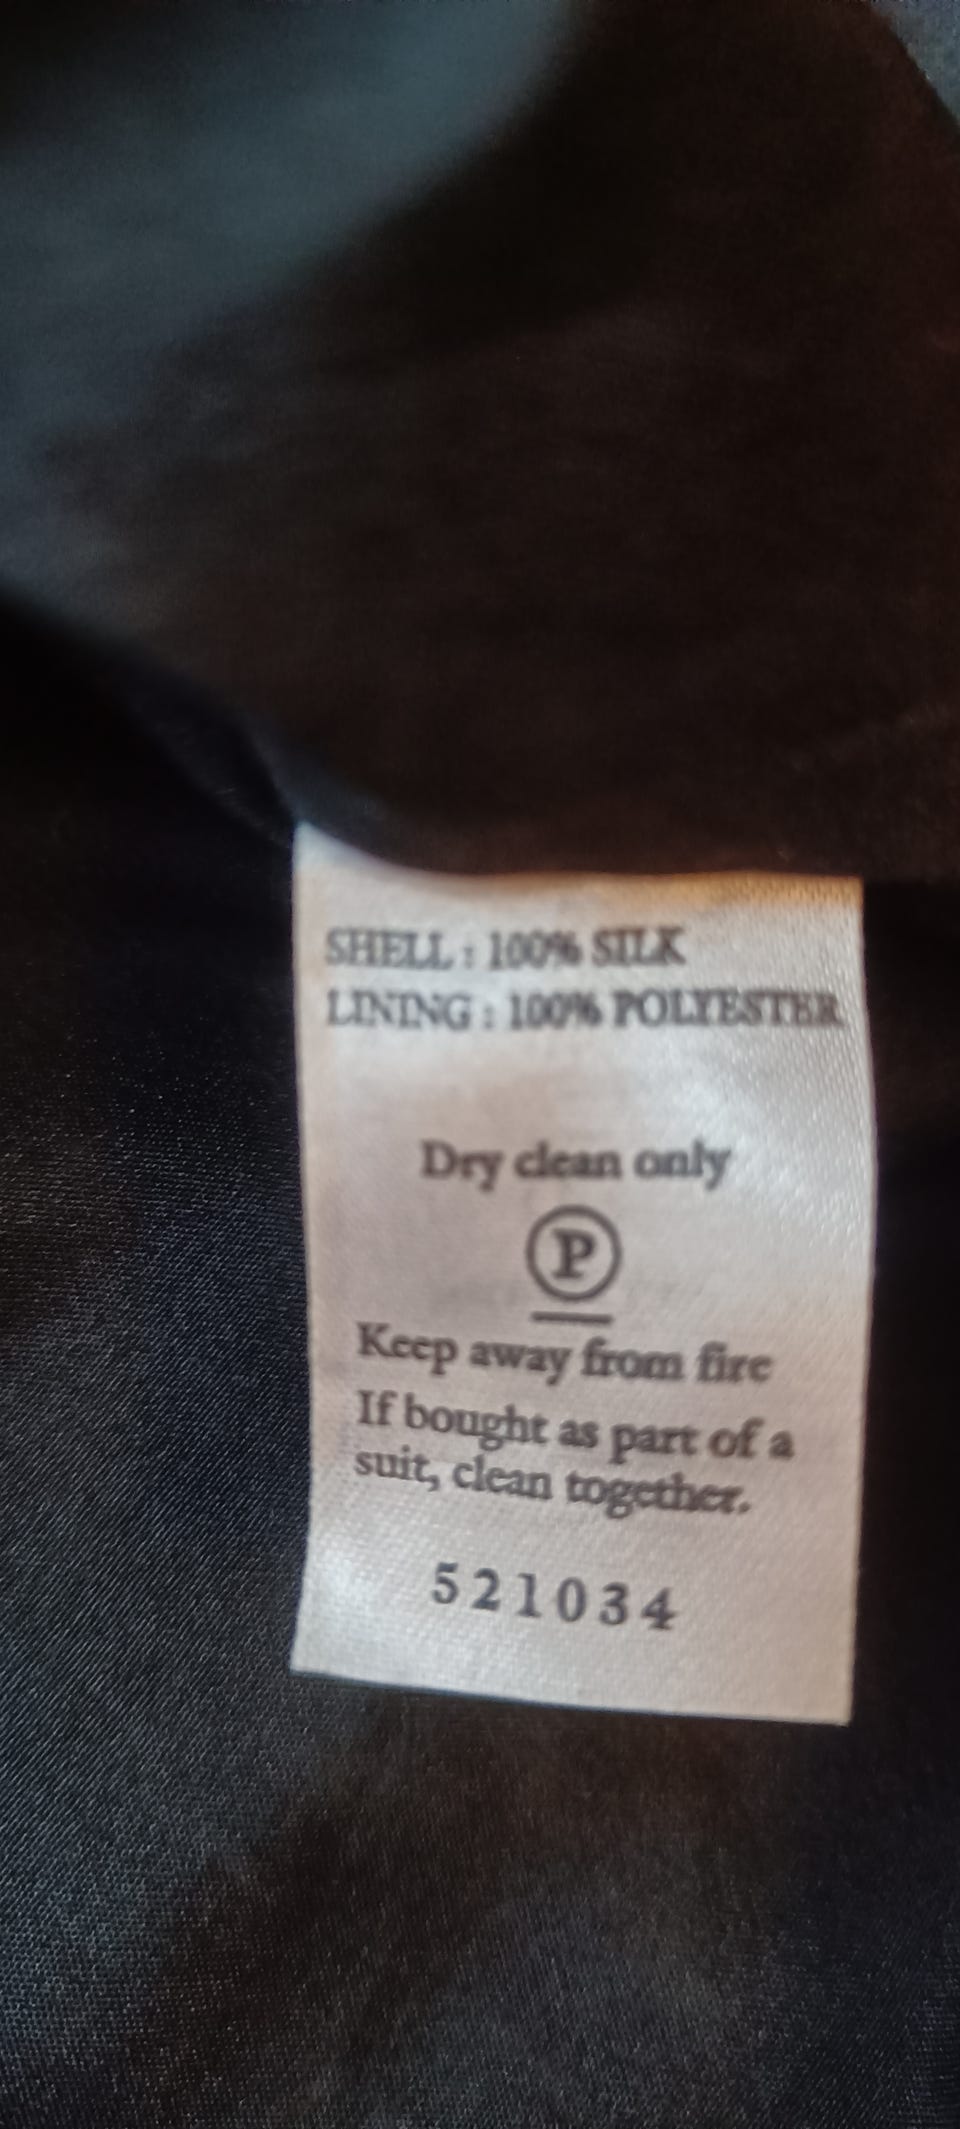 SHELL : 100% SILK
LINING : 100% POLYESTER
Dry clean only
P
Keep away from fire
If bought as part of a
suit, clean together.
521034